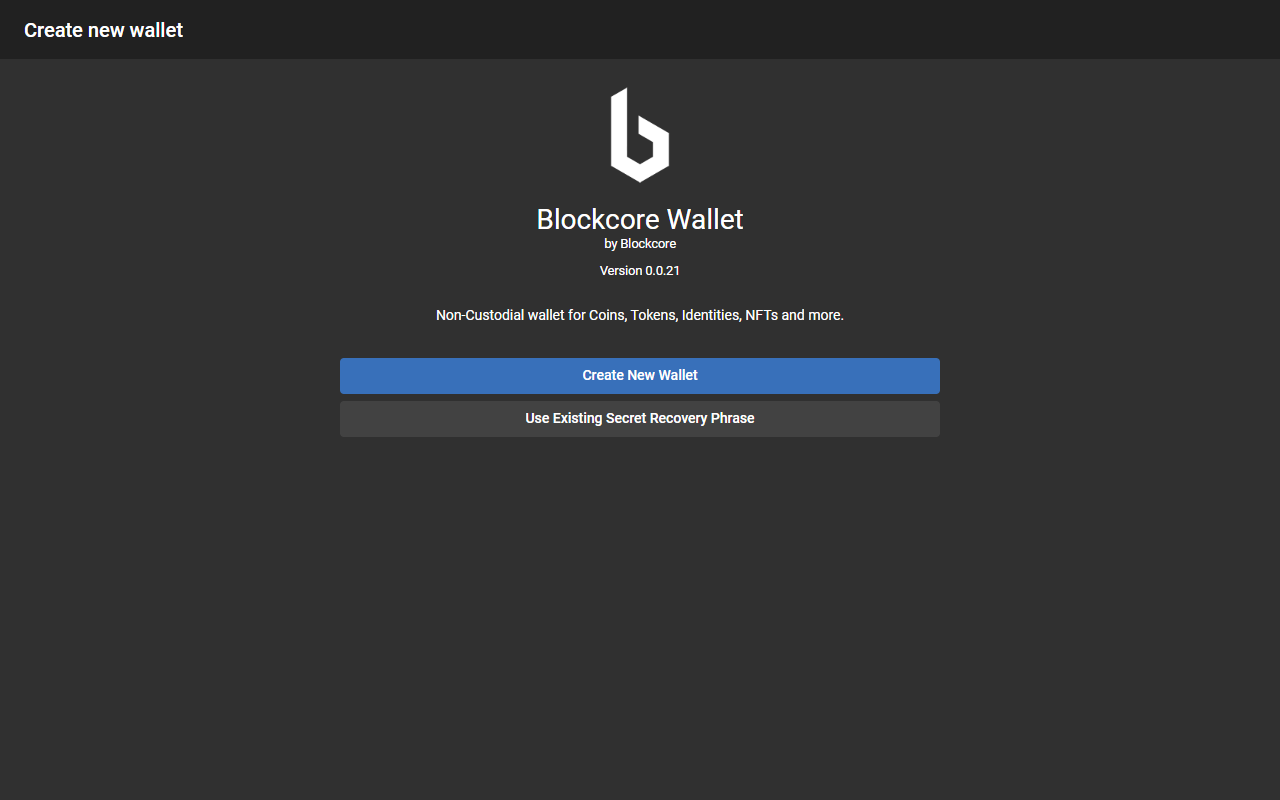 Create new wallet
Blockcore Wallet
by Blockcore
Version 0.0.21
Non-Custodial wallet for Coins, Tokens, Identities, NFTs and more.
Create New Wallet
Use Existing Secret Recovery Phrase